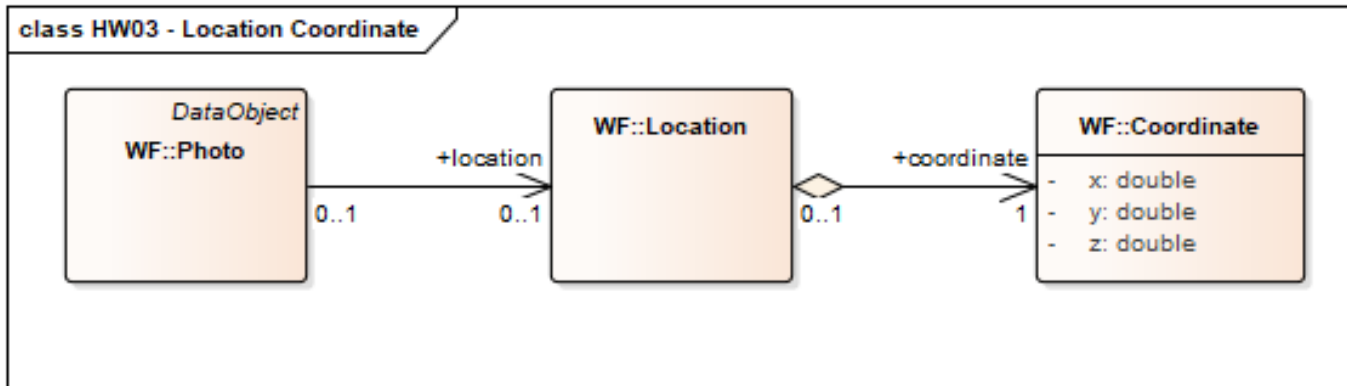 class HW03 - Location Coordinate
DataObject
WF::Photo
+location
0..1
0..1
WF::Location
+coordinate
0..1
1
WF::Coordinate
- x: double
- y: double
- z: double